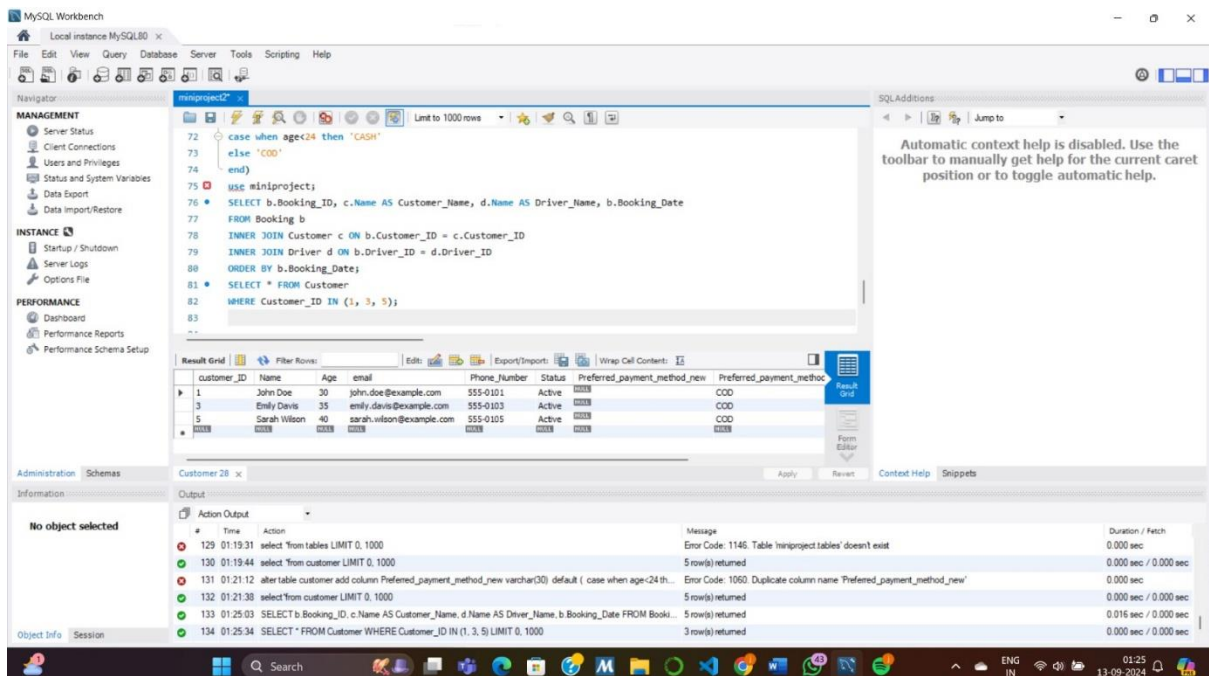 MySQL Workbench
Local instance MySQL80 ×
File Edit View Query Database Server Tools Scripting Help
Navigator
MANAGEMENT
Server Status
Client Connections
Users and Privileges
Status and System Variables
Data Export
Data Import/Restore
INSTANCE
Startup / Shutdown
Server Logs
Options File
PERFORMANCE
Dashboard
Performance Reports
Performance Schema Setup
Administration Schemas
Information
No object selected
Object Info Session
miniproject2* ×
Limit to 1000 rows
72 case when age<24 then 'CASH'
73 else 'COD'
74 end)
75 use miniproject;
76 SELECT b.Booking_ID, c.Name AS Customer_Name, d.Name AS Driver_Name, b.Booking_Date
77 FROM Booking b
78 INNER JOIN Customer c ON b.Customer_ID = c.Customer_ID
79 INNER JOIN Driver d ON b.Driver_ID = d.Driver_ID
80 ORDER BY b.Booking_Date;
81 SELECT * FROM Customer
82 WHERE Customer_ID IN (1, 3, 5);
83
Result Grid Filter Rows: Edit: Export/Import: Wrap Cell Content:
customer_ID Name Age email Phone_Number Status Preferred_payment_method_new Preferred_payment_methoc
1 John Doe 30 john.doe@example.com 555-0101 Active NULL COD
3 Emily Davis 35 emily.davis@example.com 555-0103 Active NULL COD
5 Sarah Wilson 40 sarah.wilson@example.com 555-0105 Active NULL COD
NULL NULL NULL NULL NULL NULL NULL NULL
Result Grid
Form Editor
Customer 28 × Apply Revert
SQLAdditions
Jump to
Automatic context help is disabled. Use the
toolbar to manually get help for the current caret
position or to toggle automatic help.
Context Help Snippets
Output
Action Output
# Time Action Message Duration / Fetch
129 01:19:31 select *from tables LIMIT 0, 1000 Error Code: 1146. Table 'miniproject.tables' doesn't exist 0.000 sec
130 01:19:44 select *from customer LIMIT 0, 1000 5 row(s) returned 0.000 sec / 0.000 sec
131 01:21:12 alter table customer add column Preferred_payment_method_new varchar(30) default ( case when age<24 th... Error Code: 1060. Duplicate column name 'Preferred_payment_method_new' 0.000 sec
132 01:21:38 select*from customer LIMIT 0, 1000 5 row(s) returned 0.000 sec / 0.000 sec
133 01:25:03 SELECT b.Booking_ID, c.Name AS Customer_Name, d.Name AS Driver_Name, b.Booking_Date FROM Booki... 5 row(s) returned 0.016 sec / 0.000 sec
134 01:25:34 SELECT * FROM Customer WHERE Customer_ID IN (1, 3, 5) LIMIT 0, 1000 3 row(s) returned 0.000 sec / 0.000 sec
Search
43
ENG
IN
01:25
13-09-2024